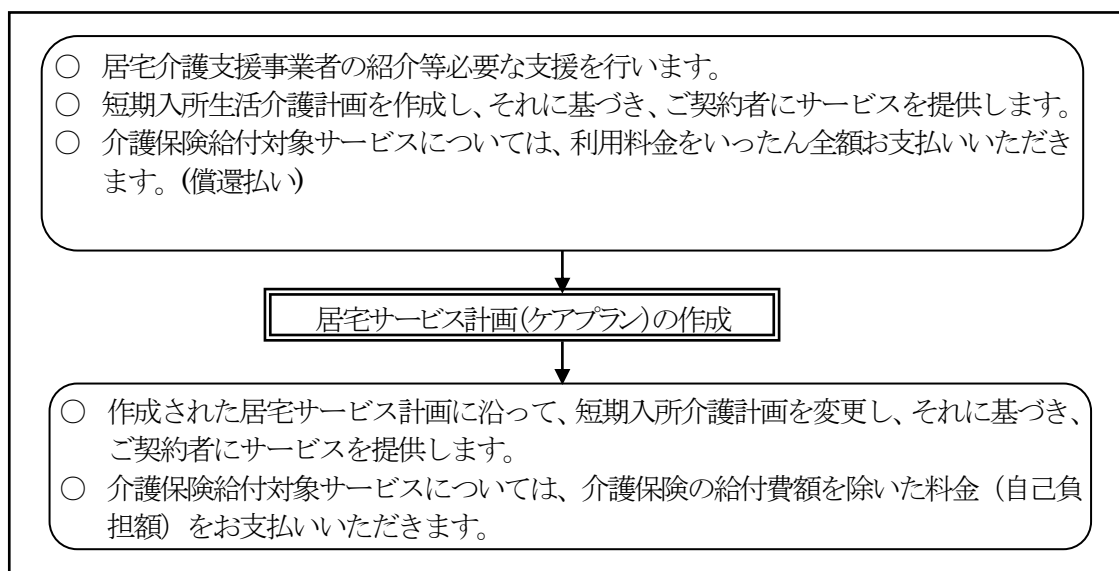 ○ 居宅介護支援事業者の紹介等必要な支援を行います。
○ 短期入所生活介護計画を作成し、それに基づき、ご契約者にサービスを提供します。
○ 介護保険給付対象サービスについては、利用料金をいったん全額お支払いいただき
ます。(償還払い)
居宅サービス計画(ケアプラン)の作成
○ 作成された居宅サービス計画に沿って、短期入所介護計画を変更し、それに基づき、
ご契約者にサービスを提供します。
○ 介護保険給付対象サービスについては、介護保険の給付費額を除いた料金（自己負
担額）をお支払いいただきます。